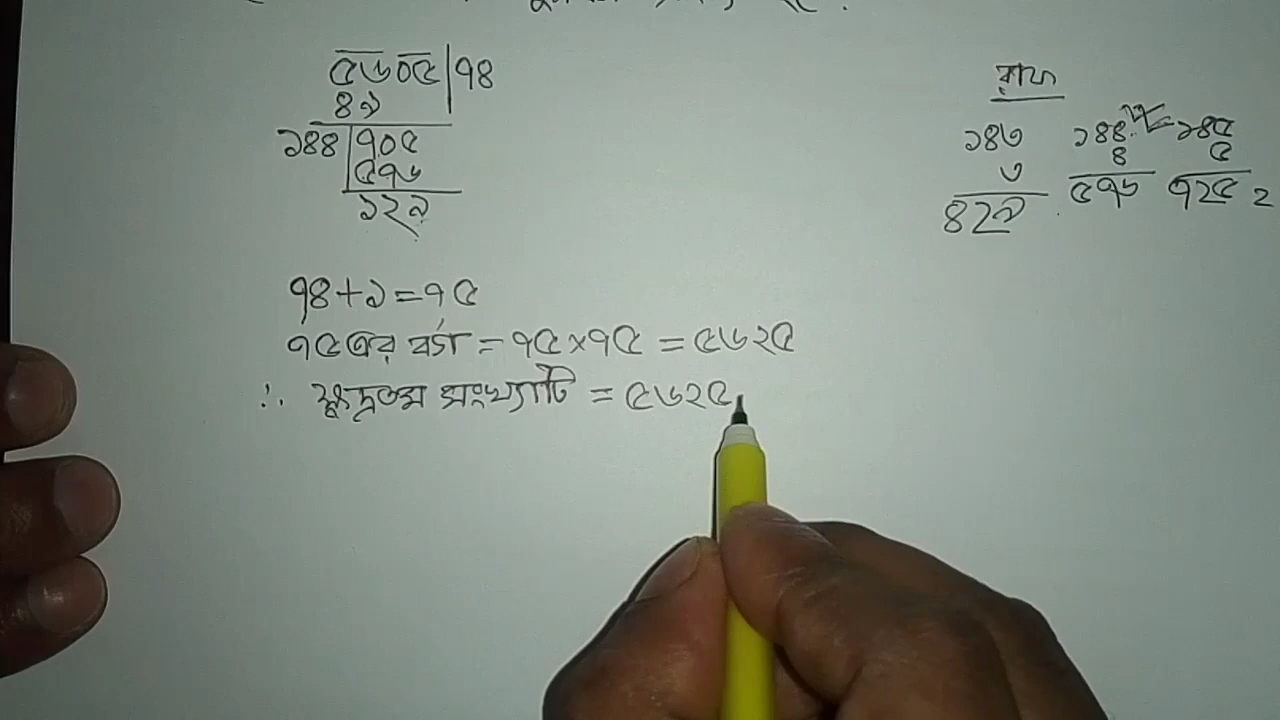 ৫৬০৫ | ৭৪
৪৯
১৪৪ | ৭০৫
৫৭৬
১২৯
৭৪+১=৭৫
৭৫এর বর্গ = ৭৫×৭৫ = ৫৬২৫
∴ ক্ষুদ্রতম সংখ্যাটি = ৫৬২৫
রাফ
১৪৩ ১৪৪ ১৪৫
৩ ৪ ৫
৪২৯ ৫৭৬ ৭২৫